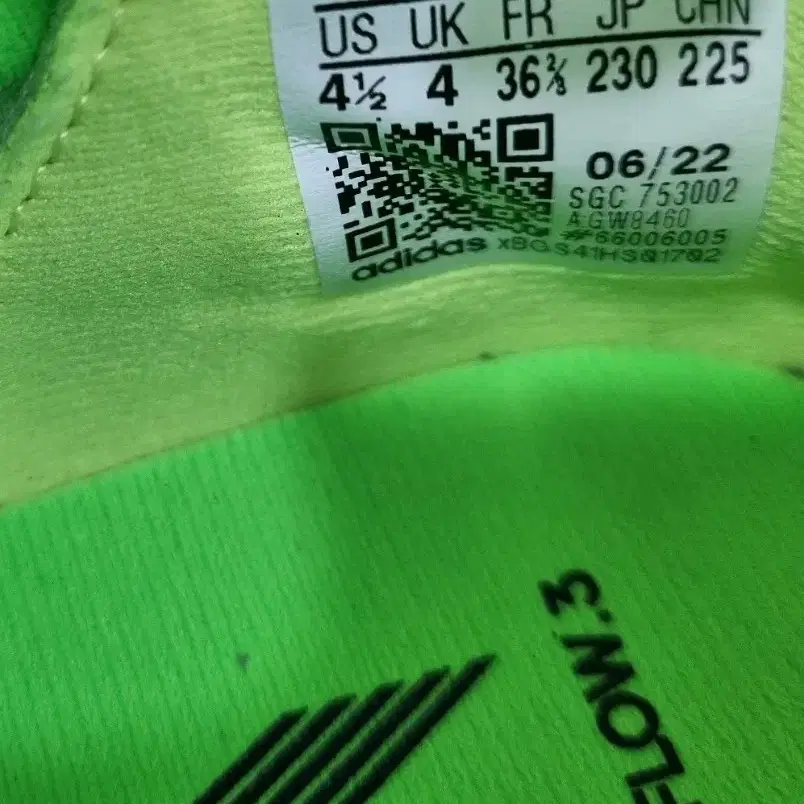 US UK FR JP CHN
4½ 4 36⅔ 230 225
06/22
SGC 753002
AGW8460
#F66006005
adidas xBGS41HS01702
FLOW.3